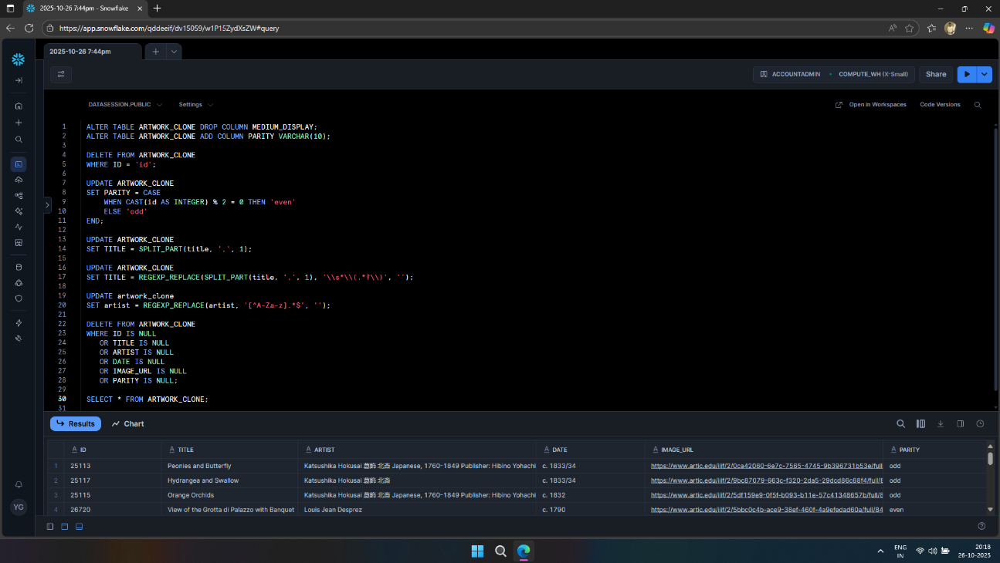 2025-10-26 7:44pm - Snowflake
https://app.snowflake.com/qddeeif/dv15059/w1P15ZydXsZW#query
2025-10-26 7:44pm
ACCOUNTADMIN
COMPUTE_WH (X-Small)
Share
DATASESSION.PUBLIC
Settings
Open in Workspaces
Code Versions
1 ALTER TABLE ARTWORK_CLONE DROP COLUMN MEDIUM_DISPLAY;
2 ALTER TABLE ARTWORK_CLONE ADD COLUMN PARITY VARCHAR(10);
3
4 DELETE FROM ARTWORK_CLONE
5 WHERE ID = 'id';
6
7 UPDATE ARTWORK_CLONE
8 SET PARITY = CASE
9 WHEN CAST(id AS INTEGER) % 2 = 0 THEN 'even'
10 ELSE 'odd'
11 END;
12
13 UPDATE ARTWORK_CLONE
14 SET TITLE = SPLIT_PART(title, ',', 1);
15
16 UPDATE ARTWORK_CLONE
17 SET TITLE = REGEXP_REPLACE(SPLIT_PART(title, ',', 1), '\\s*\\(.*?\\)', '');
18
19 UPDATE artwork_clone
20 SET artist = REGEXP_REPLACE(artist, '[^A-Za-z].*$', '');
21
22 DELETE FROM ARTWORK_CLONE
23 WHERE ID IS NULL
24 OR TITLE IS NULL
25 OR ARTIST IS NULL
26 OR DATE IS NULL
27 OR IMAGE_URL IS NULL
28 OR PARITY IS NULL;
29
30 SELECT * FROM ARTWORK_CLONE;
31
Results
Chart
A ID A TITLE A ARTIST A DATE A IMAGE_URL A PARITY
1 25113 Peonies and Butterfly Katsushika Hokusai 葛飾 北斎 Japanese, 1760-1849 Publisher: Hibino Yohachi c. 1833/34 https://www.artic.edu/iiif/2/0ca42060-6e7c-7565-4745-9b396731b53e/full odd
2 25117 Hydrangea and Swallow Katsushika Hokusai 葛飾 北斎 c. 1833/34 https://www.artic.edu/iiif/2/9bc87079-663c-f320-2da5-29dcd86c68f4/full/8 odd
3 25115 Orange Orchids Katsushika Hokusai 葛飾 北斎 Japanese, 1760-1849 Publisher: Hibino Yohachi c. 1832 https://www.artic.edu/iiif/2/5df159e9-0f5f-b093-b11e-57c41348657b/full/8 odd
4 26720 View of the Grotta di Palazzo with Banquet Louis Jean Desprez c. 1790 https://www.artic.edu/iiif/2/5bbc0c4b-ace9-38ef-460f-4a9efedad60a/full/84 even
YG
ENG
IN
20:18
26-10-2025